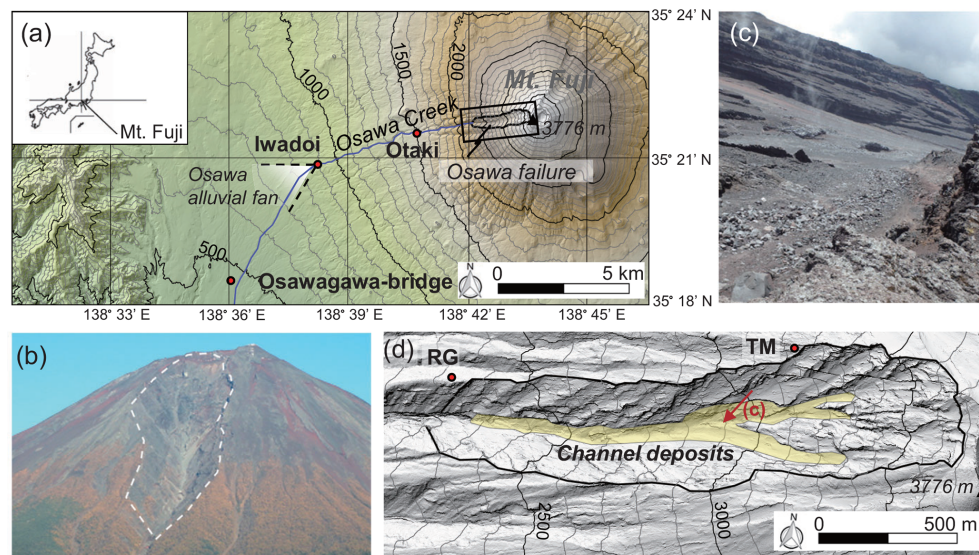 (a)
Mt. Fuji
1000
1500
2000
Mt. Fuji
3776 m
Osawa Creek
Iwadoi
Otaki
Osawa failure
Osawa
alluvial fan
500
Osawagawa-bridge
N
0 5 km
35° 24' N
35° 21' N
35° 18' N
138° 33' E 138° 36' E 138° 39' E 138° 42' E 138° 45' E
(c)
(b)
(d)
RG
TM
(c)
Channel deposits
2500
3000
3776 m
N
0 500 m